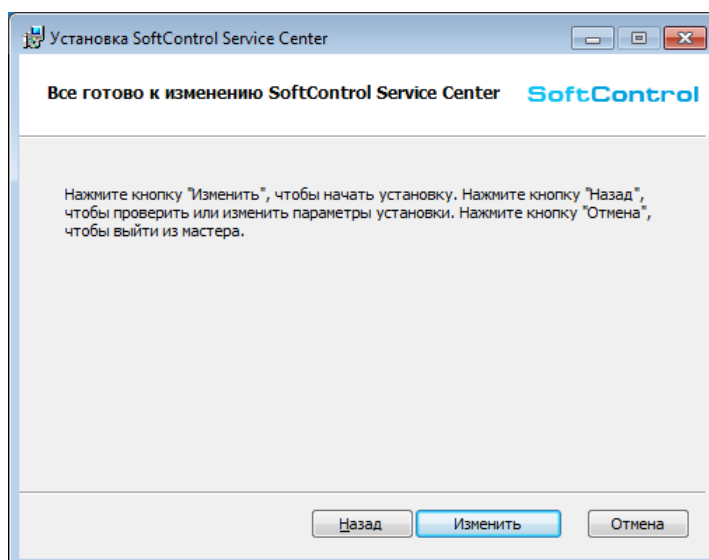 Установка SoftControl Service Center
Все готово к изменению SoftControl Service Center
SoftControl
Нажмите кнопку "Изменить", чтобы начать установку. Нажмите кнопку "Назад",
чтобы проверить или изменить параметры установки. Нажмите кнопку "Отмена",
чтобы выйти из мастера.
Назад
Изменить
Отмена